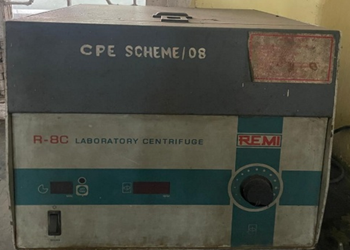 CPE SCHEME/08
R-8C LABORATORY CENTRIFUGE
REMI